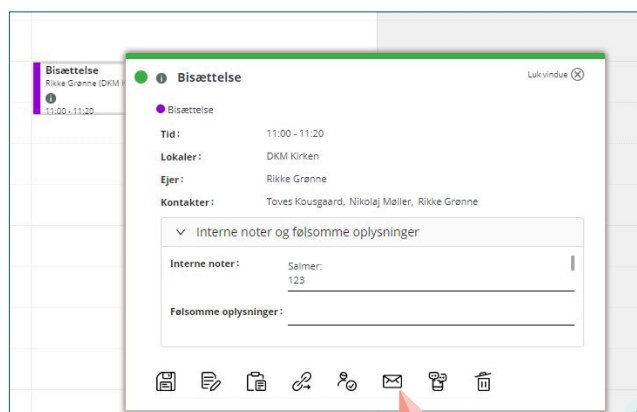 Bisættelse
Rikke Grønne (DKM
11:00 - 11:20
Bisættelse
Luk vindue
Bisættelse
Tid: 11:00 - 11:20
Lokaler: DKM Kirken
Ejer: Rikke Grønne
Kontakter: Toves Kousgaard, Nikolaj Møller, Rikke Grønne
Interne noter og følsomme oplysninger
Interne noter: Salmer:
123
Følsomme oplysninger: